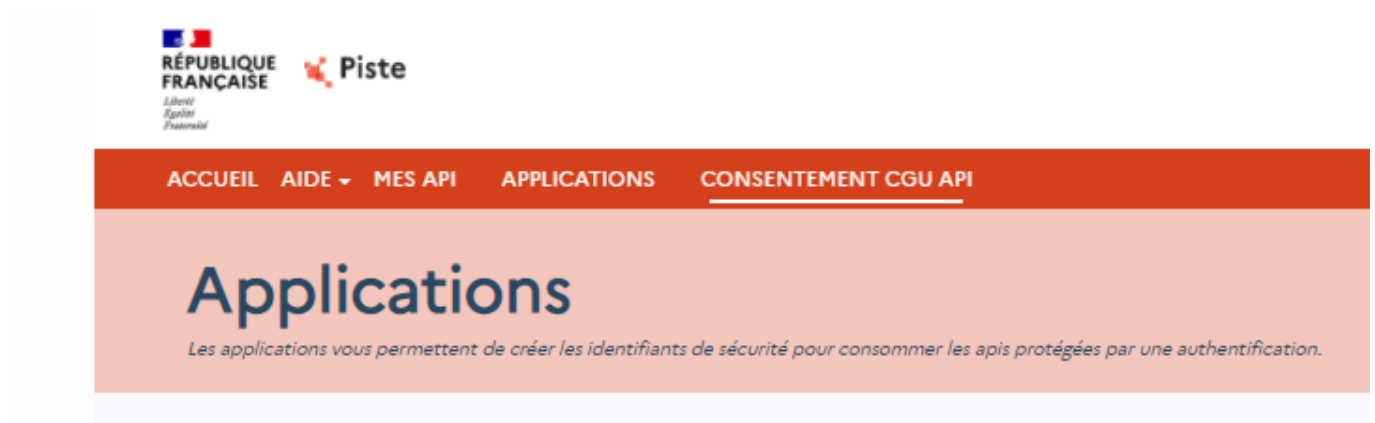 RÉPUBLIQUE
FRANÇAISE
Liberté
Égalité
Fraternité
Piste
ACCUEIL AIDE MES API APPLICATIONS CONSENTEMENT CGU API
Applications
Les applications vous permettent de créer les identifiants de sécurité pour consommer les apis protégées par une authentification.